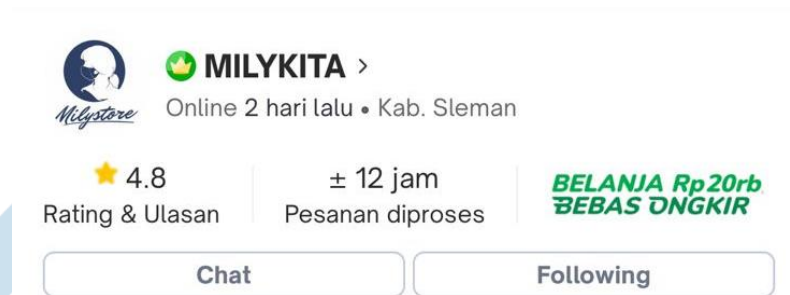 MILYKITA >
Milystore
Online 2 hari lalu • Kab. Sleman
4.8
Rating & Ulasan
± 12 jam
Pesanan diproses
BELANJA Rp20rb
BEBAS ONGKIR
Chat
Following